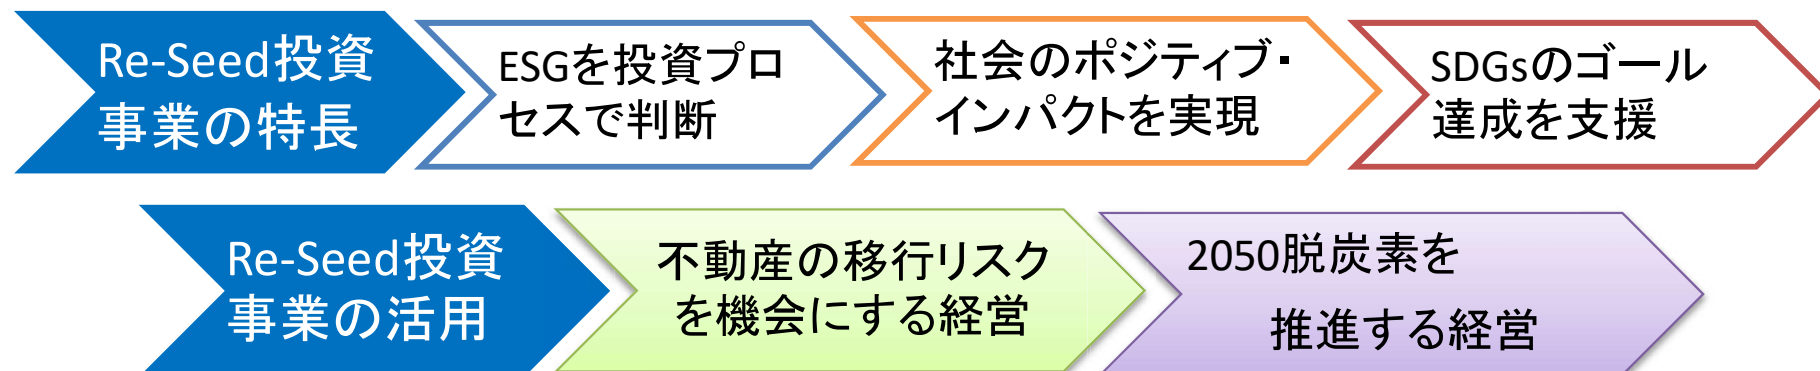 Re-Seed投資
事業の特長
ESGを投資プロ
セスで判断
社会のポジティブ・
インパクトを実現
SDGsのゴール
達成を支援
Re-Seed投資
事業の活用
不動産の移行リスク
を機会にする経営
2050脱炭素を
推進する経営